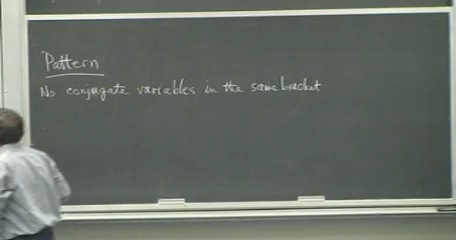 Pattern
No conjugate variables in the same bracket